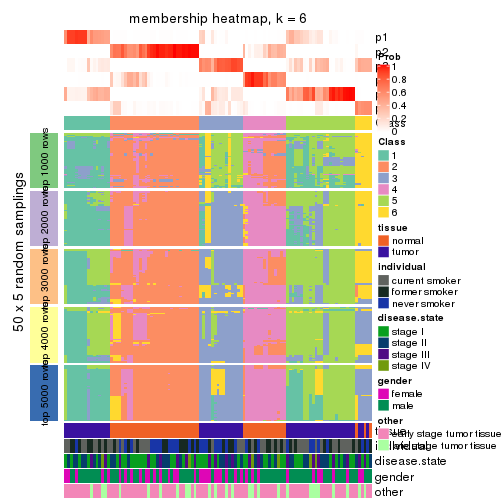 membership heatmap, k = 6
p1
p2
Prob
1
0.8
0.6
0.4
0.2
0
Class
1
2
3
4
5
6
50 x 5 random samplings
top 1000 rows
top 2000 rows
top 3000 rows
top 4000 rows
top 5000 rows
tissue
normal
tumor
individual
current smoker
former smoker
never smoker
disease.state
stage I
stage II
stage III
stage IV
gender
female
male
other
early stage tumor tissue
late stage tumor tissue
tissue
individual
disease.state
gender
other